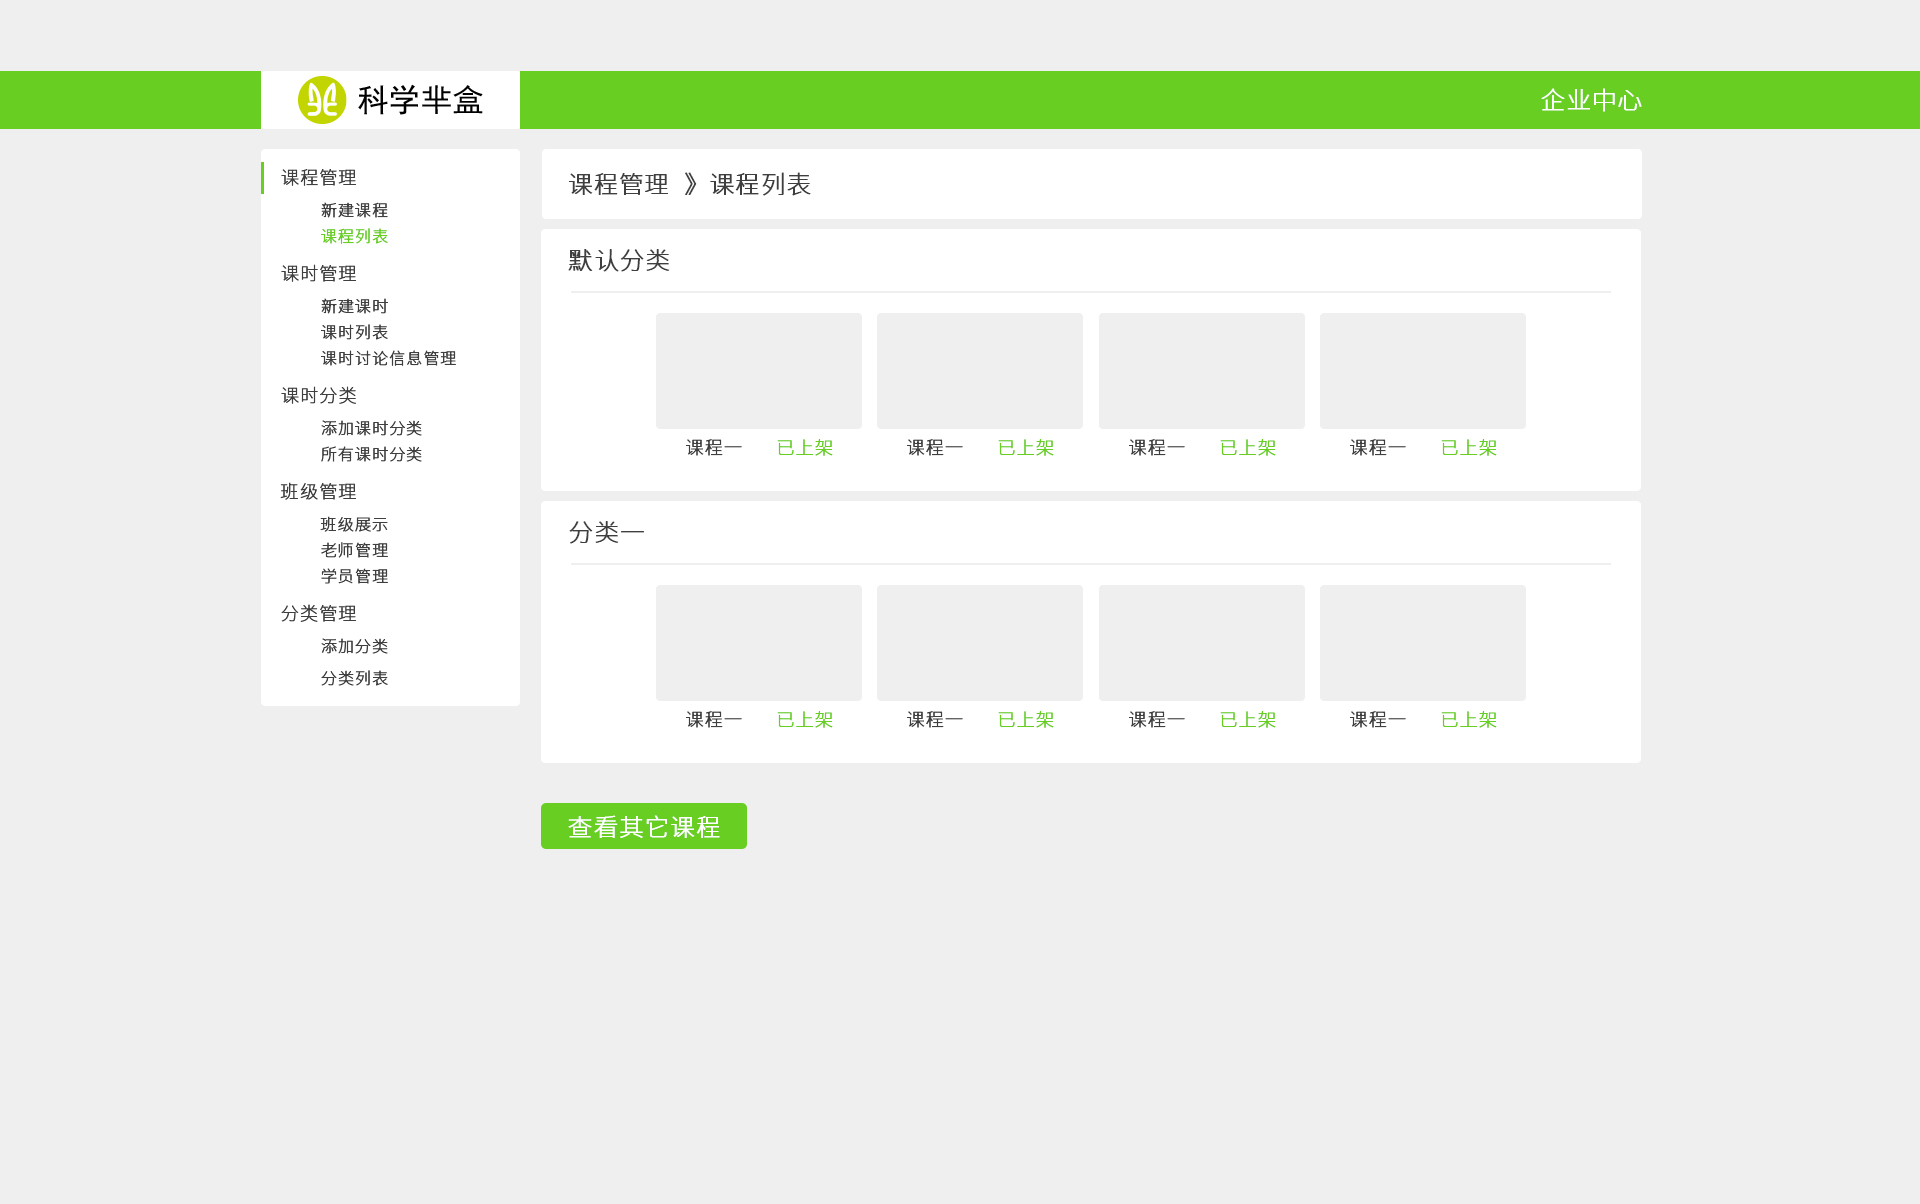 科学芈盒
企业中心
课程管理
新建课程
课程列表
课时管理
新建课时
课时列表
课时讨论信息管理
课时分类
添加课时分类
所有课时分类
班级管理
班级展示
老师管理
学员管理
分类管理
添加分类
分类列表
课程管理 》课程列表
默认分类
课程一 已上架 课程一 已上架 课程一 已上架 课程一 已上架
分类一
课程一 已上架 课程一 已上架 课程一 已上架 课程一 已上架
查看其它课程